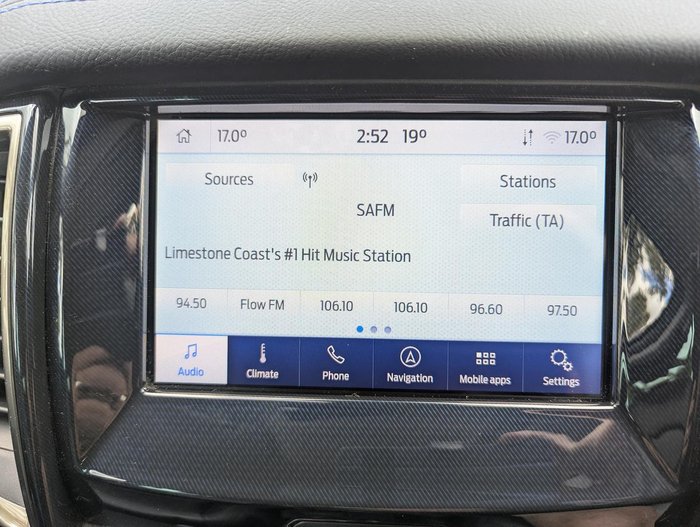 17.0° 2:52 19° 17.0°
Sources Stations
SAFM
Traffic (TA)
Limestone Coast's #1 Hit Music Station
94.50 Flow FM 106.10 106.10 96.60 97.50
Audio Climate Phone Navigation Mobile apps Settings